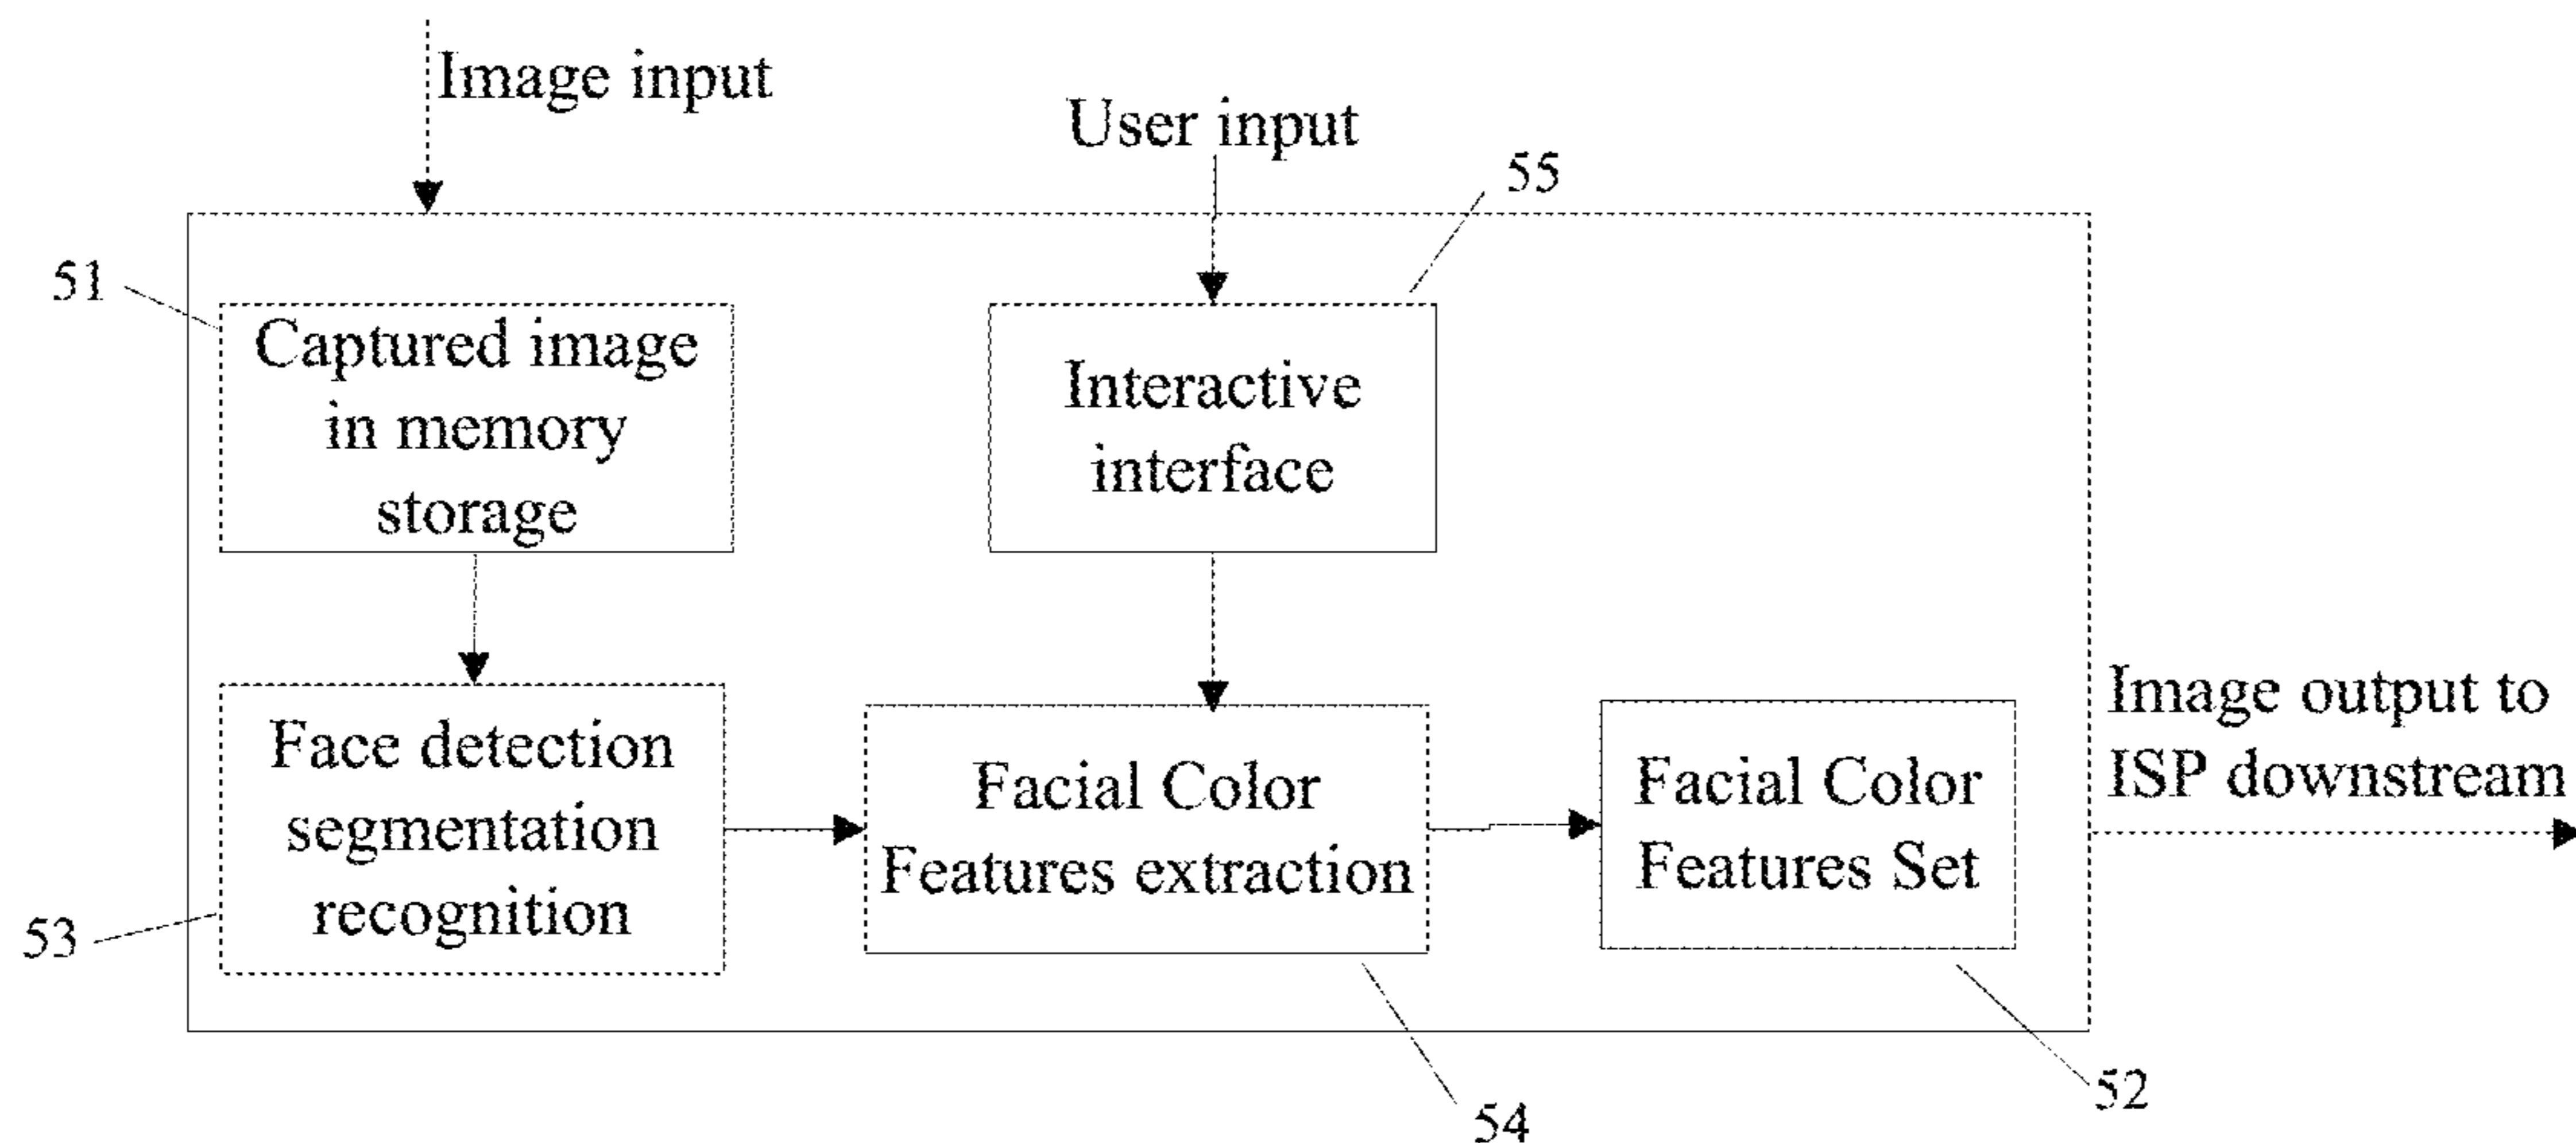 Image input
User input
55
51
Captured image
in memory
storage
Interactive
interface
Face detection
segmentation
recognition
53
Facial Color
Features extraction
54
Facial Color
Features Set
52
Image output to
ISP downstream